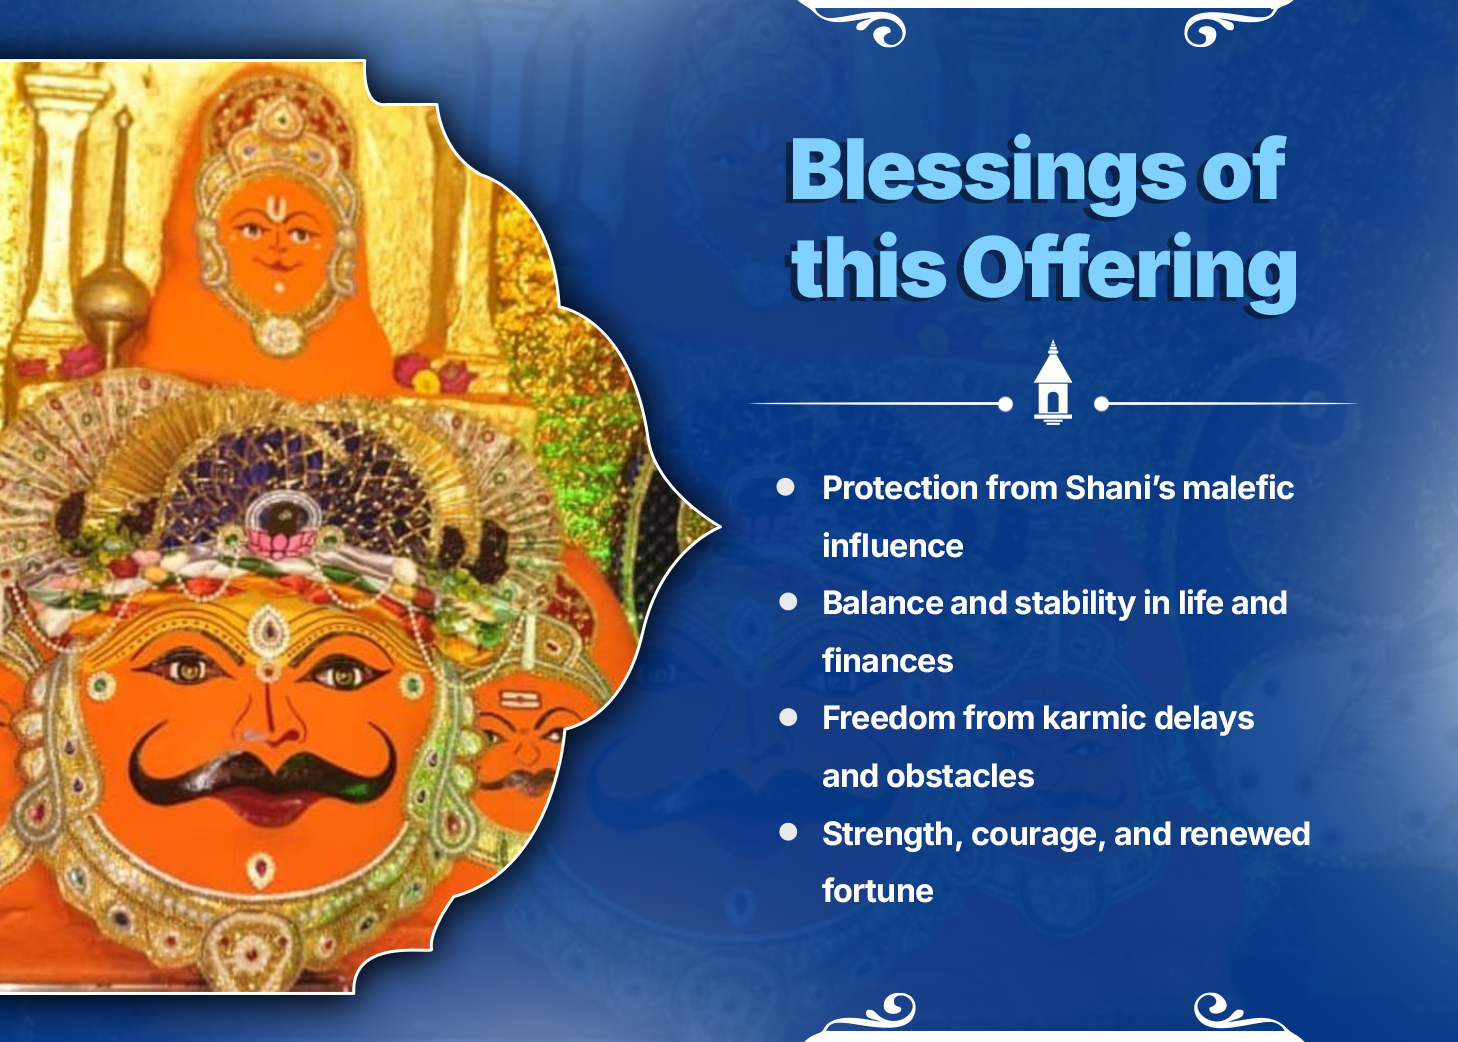 Blessings of
this Offering
Protection from Shani’s malefic
influence
Balance and stability in life and
finances
Freedom from karmic delays
and obstacles
Strength, courage, and renewed
fortune